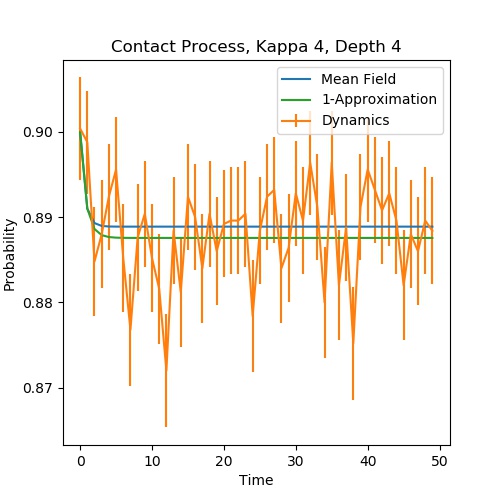 Contact Process, Kappa 4, Depth 4
Mean Field
1-Approximation
Dynamics
Probability
0.90
0.89
0.88
0.87
0 10 20 30 40 50
Time